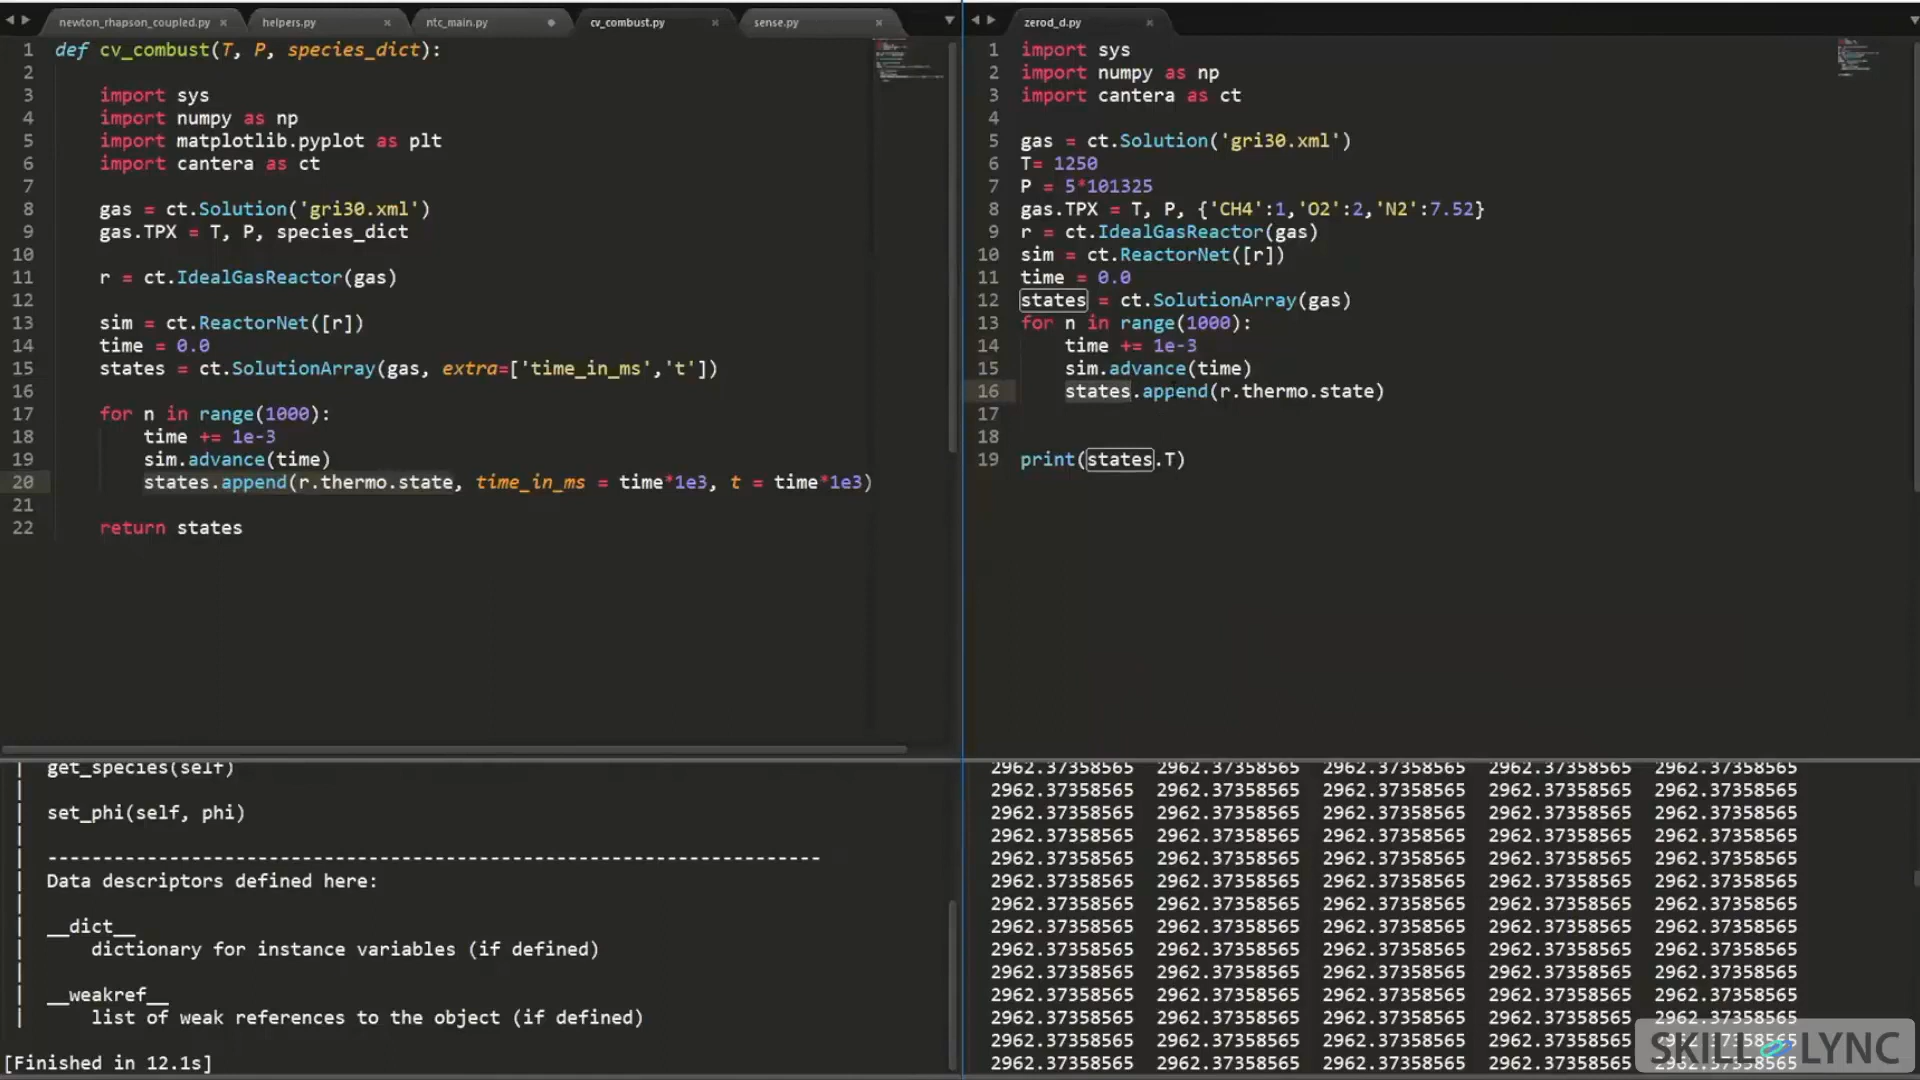 newton_rhapson_coupled.py × helpers.py × ntc_main.py cv_combust.py × sense.py ×
1 def cv_combust(T, P, species_dict):
2
3     import sys
4     import numpy as np
5     import matplotlib.pyplot as plt
6     import cantera as ct
7
8     gas = ct.Solution('gri30.xml')
9     gas.TPX = T, P, species_dict
10
11     r = ct.IdealGasReactor(gas)
12
13     sim = ct.ReactorNet([r])
14     time = 0.0
15     states = ct.SolutionArray(gas, extra=['time_in_ms','t'])
16
17     for n in range(1000):
18         time += 1e-3
19         sim.advance(time)
20         states.append(r.thermo.state, time_in_ms = time*1e3, t = time*1e3)
21
22     return states
| get_species(self)
|
| set_phi(self, phi)
|
| ----------------------------------------------------------------------
| Data descriptors defined here:
|
| __dict__
|     dictionary for instance variables (if defined)
|
| __weakref__
|     list of weak references to the object (if defined)
[Finished in 12.1s]
zerod_d.py ×
1 import sys
2 import numpy as np
3 import cantera as ct
4
5 gas = ct.Solution('gri30.xml')
6 T= 1250
7 P = 5*101325
8 gas.TPX = T, P, {'CH4':1,'O2':2,'N2':7.52}
9 r = ct.IdealGasReactor(gas)
10 sim = ct.ReactorNet([r])
11 time = 0.0
12 states = ct.SolutionArray(gas)
13 for n in range(1000):
14     time += 1e-3
15     sim.advance(time)
16     states.append(r.thermo.state)
17
18
19 print(states.T)
2962.37358565 2962.37358565 2962.37358565 2962.37358565 2962.37358565
2962.37358565 2962.37358565 2962.37358565 2962.37358565 2962.37358565
2962.37358565 2962.37358565 2962.37358565 2962.37358565 2962.37358565
2962.37358565 2962.37358565 2962.37358565 2962.37358565 2962.37358565
2962.37358565 2962.37358565 2962.37358565 2962.37358565 2962.37358565
2962.37358565 2962.37358565 2962.37358565 2962.37358565 2962.37358565
2962.37358565 2962.37358565 2962.37358565 2962.37358565 2962.37358565
2962.37358565 2962.37358565 2962.37358565 2962.37358565 2962.37358565
2962.37358565 2962.37358565 2962.37358565 2962.37358565 2962.37358565
2962.37358565 2962.37358565 2962.37358565 2962.37358565 2962.37358565
2962.37358565 2962.37358565 2962.37358565 2962.37358565 2962.37358565
2962.37358565 2962.37358565 2962.37358565 2962.37358565 2962.37358565
2962.37358565 2962.37358565 2962.37358565 2962.37358565 2962.37358565
2962.37358565 2962.37358565 2962.37358565 2962.37358565 2962.37358565
SKILL LYNC